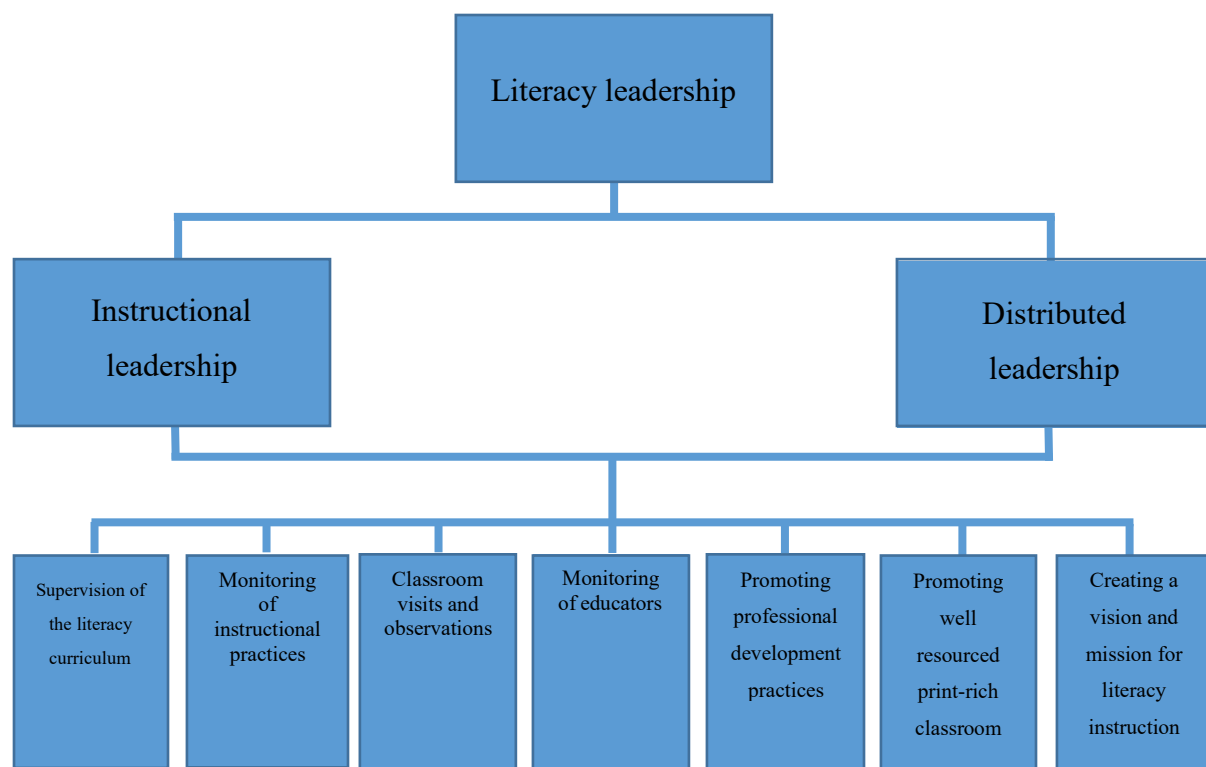 Literacy leadership
Instructional
leadership
Distributed
leadership
Supervision of
the literacy
curriculum
Monitoring
of
instructional
practices
Classroom
visits and
observations
Monitoring
of educators
Promoting
professional
development
practices
Promoting
well
resourced
print-rich
classroom
Creating a
vision and
mission for
literacy
instruction